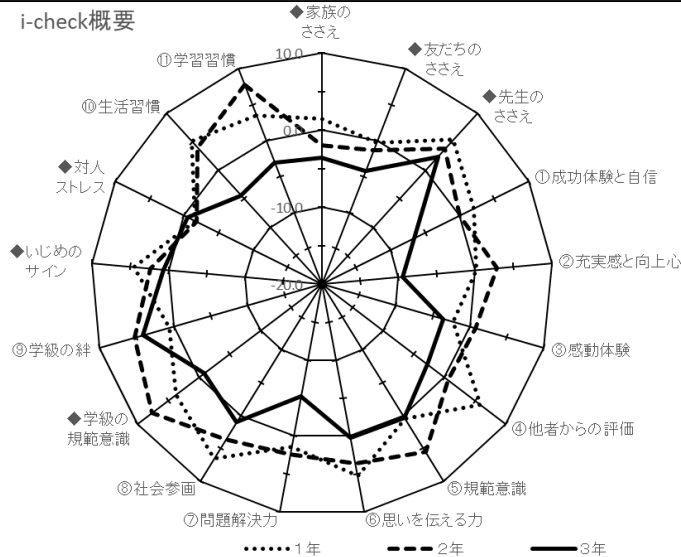 i-check概要
◆家族の
ささえ
◆友だちの
ささえ
◆先生の
ささえ
①成功体験と自信
②充実感と向上心
③感動体験
④他者からの評価
⑤規範意識
⑥思いを伝える力
⑦問題解決力
⑧社会参画
◆学級の
規範意識
⑨学級の絆
◆いじめの
サイン
◆対人
ストレス
⑩生活習慣
⑪学習習慣
10.0
0.0
-10.0
-20.0
1年
2年
3年